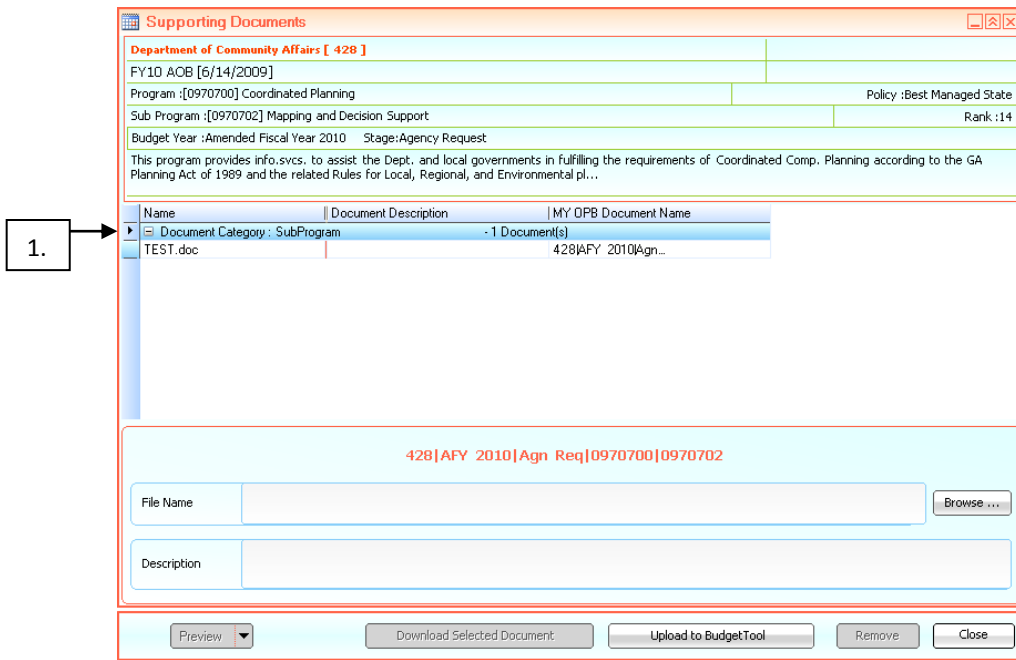 Supporting Documents
Department of Community Affairs [ 428 ]
FY10 AOB [6/14/2009]
Program :[0970700] Coordinated Planning Policy :Best Managed State
Sub Program :[0970702] Mapping and Decision Support Rank :14
Budget Year :Amended Fiscal Year 2010 Stage:Agency Request
This program provides info.svcs. to assist the Dept. and local governments in fulfilling the requirements of Coordinated Comp. Planning according to the GA
Planning Act of 1989 and the related Rules for Local, Regional, and Environmental pl...
Name Document Description MY OPB Document Name
1. Document Category : SubProgram - 1 Document(s)
TEST.doc 428|AFY 2010|Agn...
428|AFY 2010|Agn Req|0970700|0970702
File Name Browse ...
Description
Preview Download Selected Document Upload to BudgetTool Remove Close